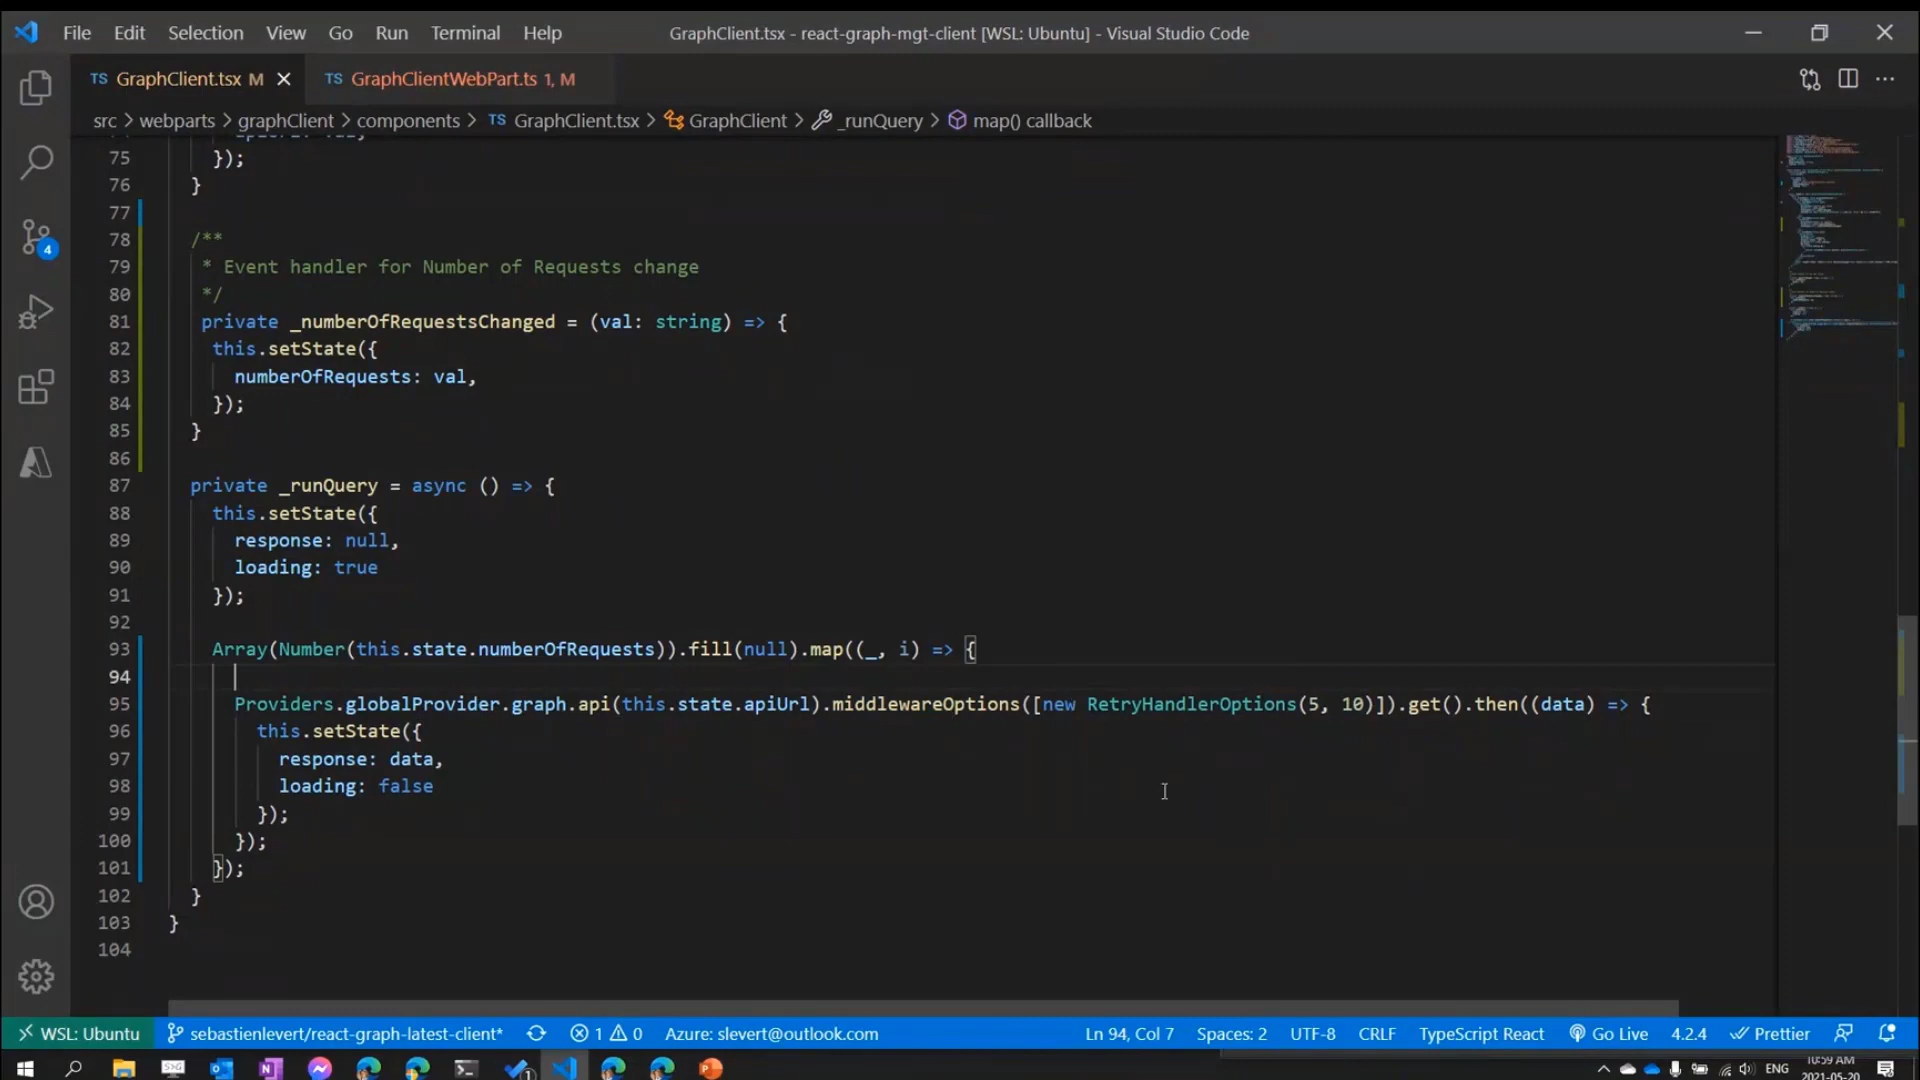 File Edit Selection View Go Run Terminal Help
GraphClient.tsx - react-graph-mgt-client [WSL: Ubuntu] - Visual Studio Code
TS GraphClient.tsx M
TS GraphClientWebPart.ts 1, M
src > webparts > graphClient > components > TS GraphClient.tsx > GraphClient > _runQuery > map() callback
75 });
76 }
77
78 /**
79 * Event handler for Number of Requests change
80 */
81 private _numberOfRequestsChanged = (val: string) => {
82 this.setState({
83 numberOfRequests: val,
84 });
85 }
86
87 private _runQuery = async () => {
88 this.setState({
89 response: null,
90 loading: true
91 });
92
93 Array(Number(this.state.numberOfRequests)).fill(null).map((_, i) => {
94
95 Providers.globalProvider.graph.api(this.state.apiUrl).middlewareOptions([new RetryHandlerOptions(5, 10)]).get().then((data) => {
96 this.setState({
97 response: data,
98 loading: false
99 });
100 });
101 });
102 }
103 }
104
4
WSL: Ubuntu sebastienlevert/react-graph-latest-client* 1 0 Azure: slevert@outlook.com Ln 94, Col 7 Spaces: 2 UTF-8 CRLF TypeScript React Go Live 4.2.4 Prettier
ENG
10:59 AM
2021-05-20